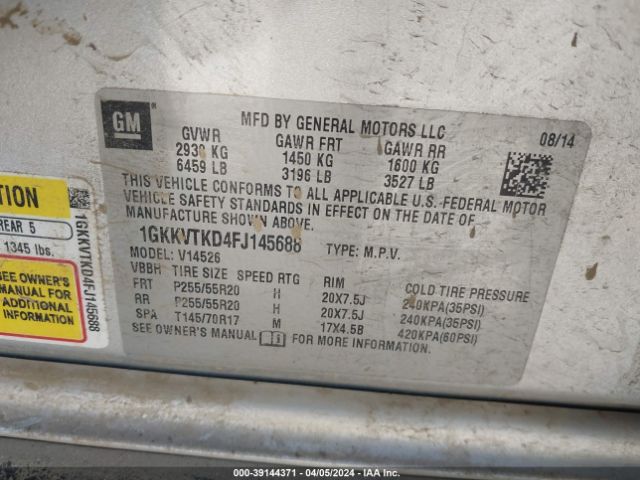 GM
MFD BY GENERAL MOTORS LLC
08/14
GVWR GAWR FRT GAWR RR
2930 KG 1450 KG 1600 KG
6459 LB 3196 LB 3527 LB
THIS VEHICLE CONFORMS TO ALL APPLICABLE U.S. FEDERAL MOTOR
VEHICLE SAFETY STANDARDS IN EFFECT ON THE DATE OF
MANUFACTURE SHOWN ABOVE.
1GKKVTKD4FJ145688 TYPE: M.P.V.
MODEL: V14526
VBBH TIRE SIZE SPEED RTG RIM COLD TIRE PRESSURE
FRT P255/55R20 H 20X7.5J 240KPA(35PSI)
RR P255/55R20 H 20X7.5J 240KPA(35PSI)
SPA T145/70R17 M 17X4.5B 420KPA(60PSI)
SEE OWNER'S MANUAL FOR MORE INFORMATION.
TION
REAR 5
1345 lbs.
SEE OWNER'S
MANUAL FOR
ADDITIONAL
INFORMATION
1GKKVTKD4FJ145688
000-39144371 | 04/05/2024 | IAA Inc.